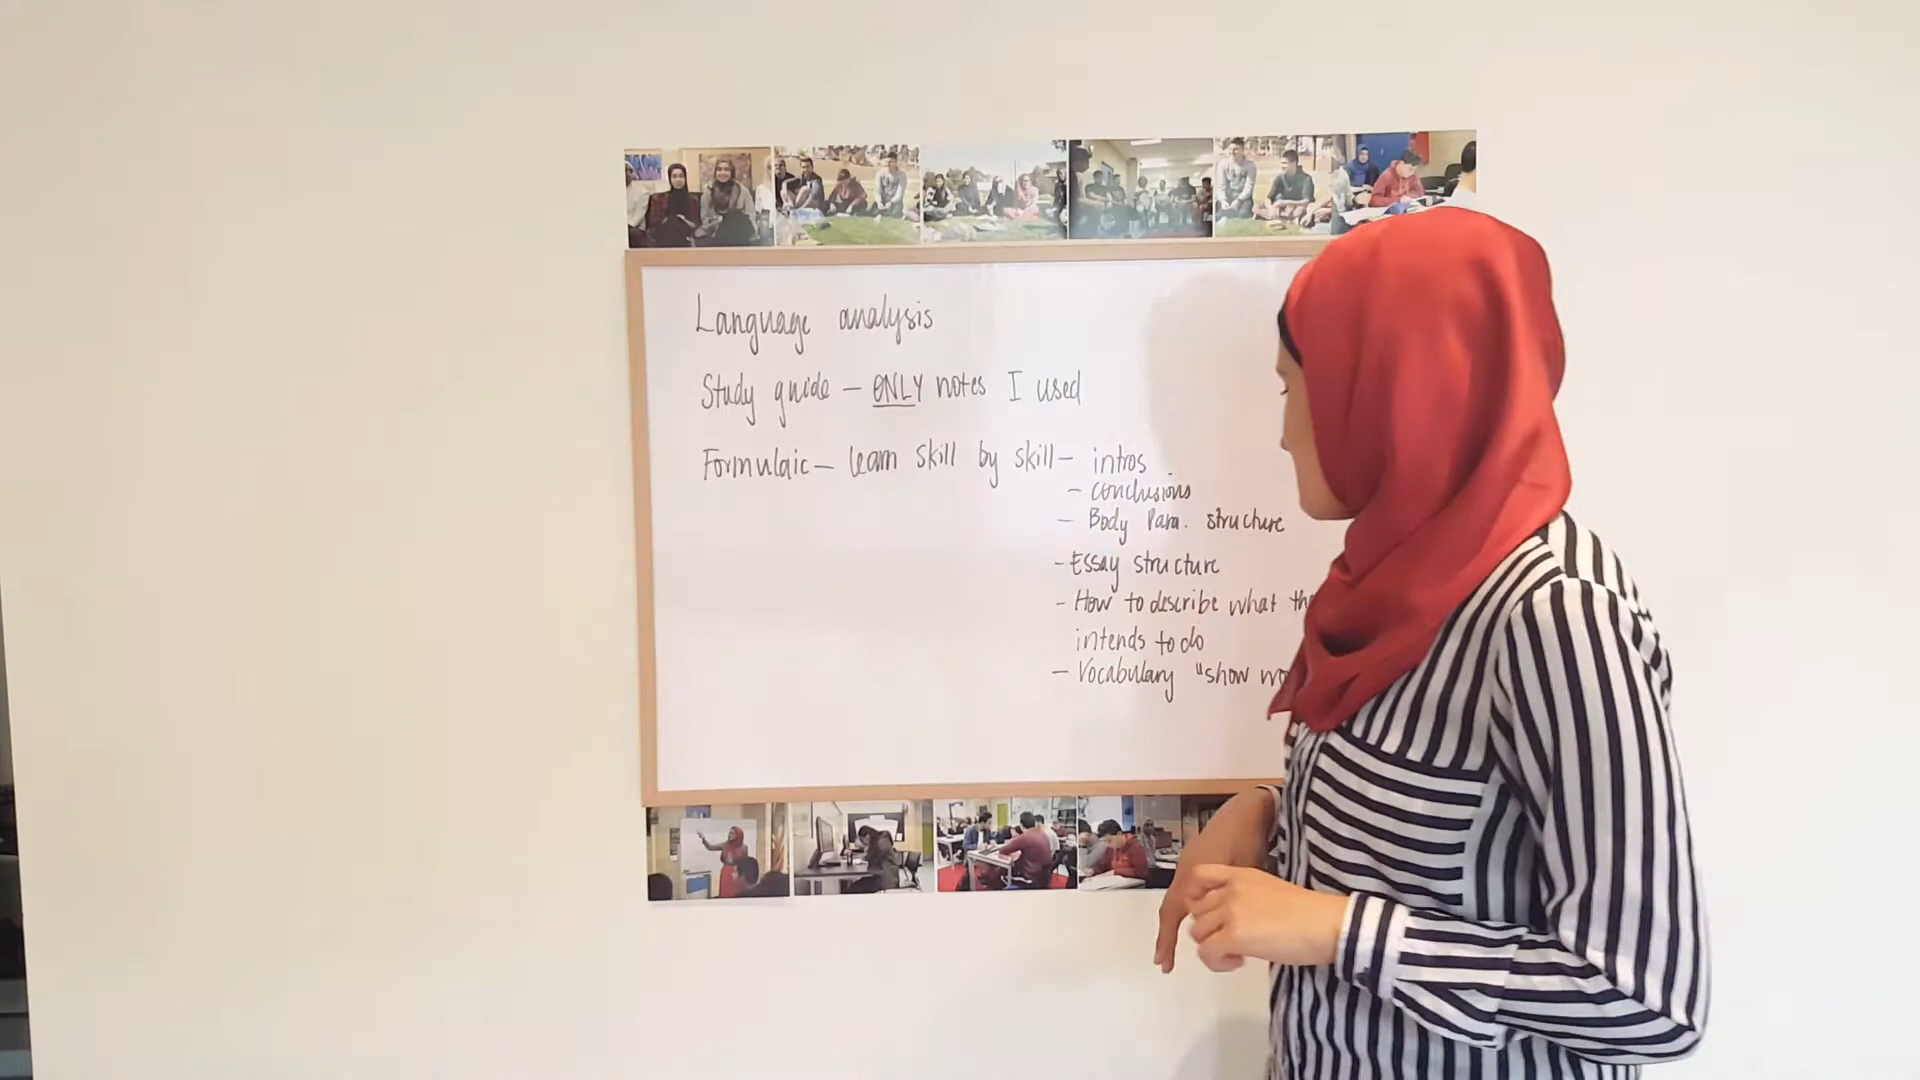 Language analysis
Study guide – ONLY notes I used
Formulaic – learn skill by skill – intros
– conclusions
– Body Para. structure
– Essay structure
– How to describe what
intends to do
– Vocabulary "show